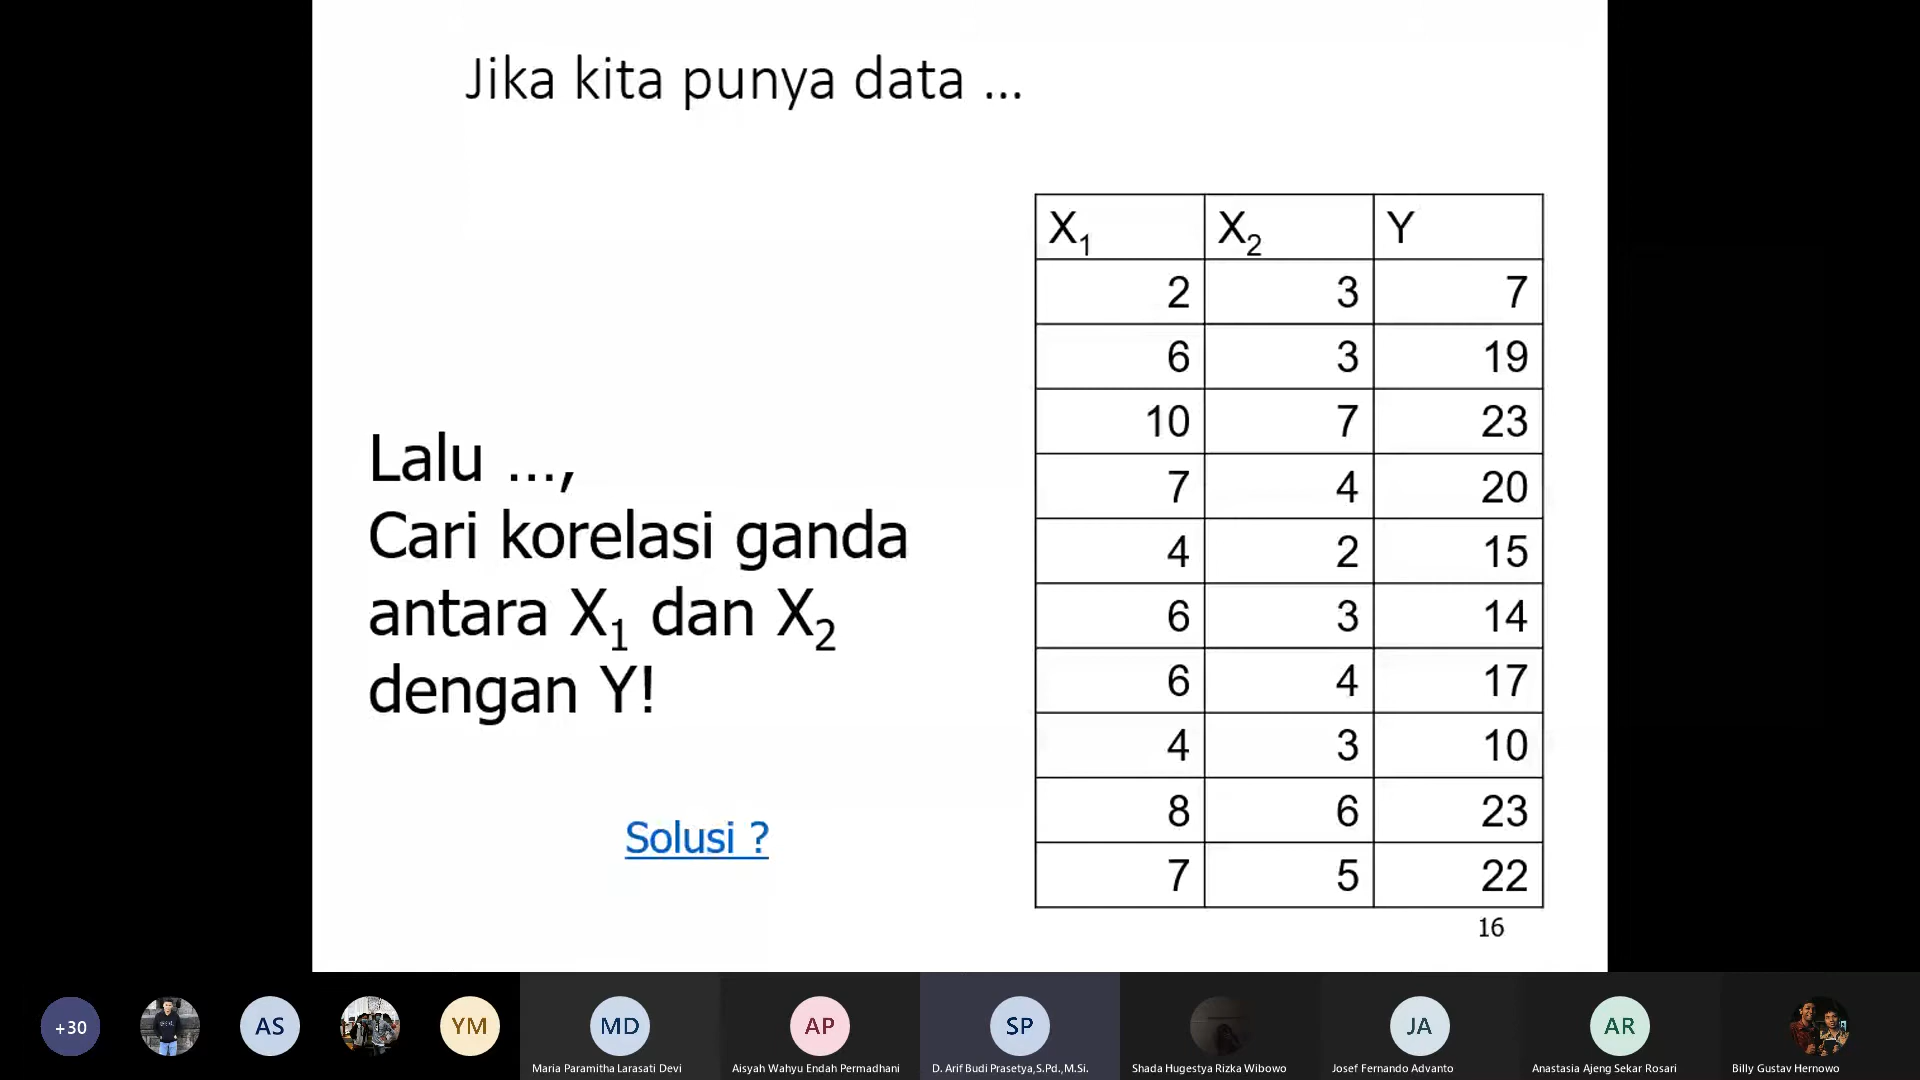 Jika kita punya data ...
Lalu ...,
Cari korelasi ganda
antara X₁ dan X₂
dengan Y!
Solusi ?
X₁ X₂ Y
2 3 7
6 3 19
10 7 23
7 4 20
4 2 15
6 3 14
6 4 17
4 3 10
8 6 23
7 5 22
16
+30 AS YM MD AP SP JA AR
Maria Paramitha Larasati Devi Aisyah Wahyu Endah Permadhani D. Arif Budi Prasetya,S.Pd.,M.Si. Shada Hugestya Rizka Wibowo Josef Fernando Advanto Anastasia Ajeng Sekar Rosari Billy Gustav Hernowo